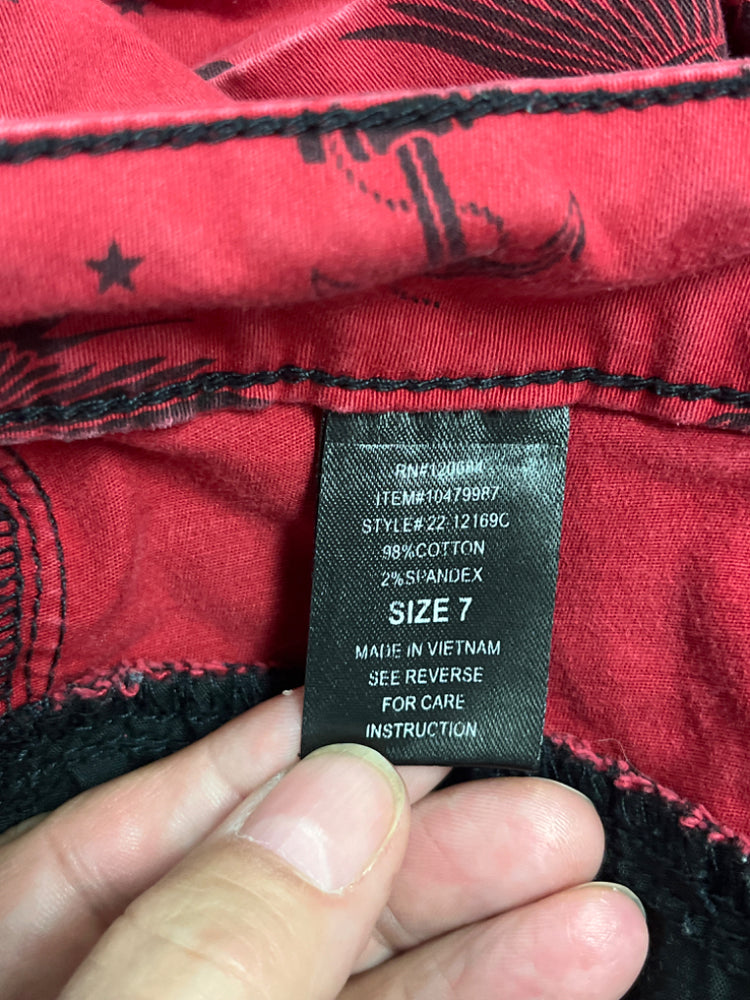 RN#120684
ITEM#10479987
STYLE# 22-12169C
98%COTTON
2%SPANDEX
SIZE 7
MADE IN VIETNAM
SEE REVERSE
FOR CARE
INSTRUCTION